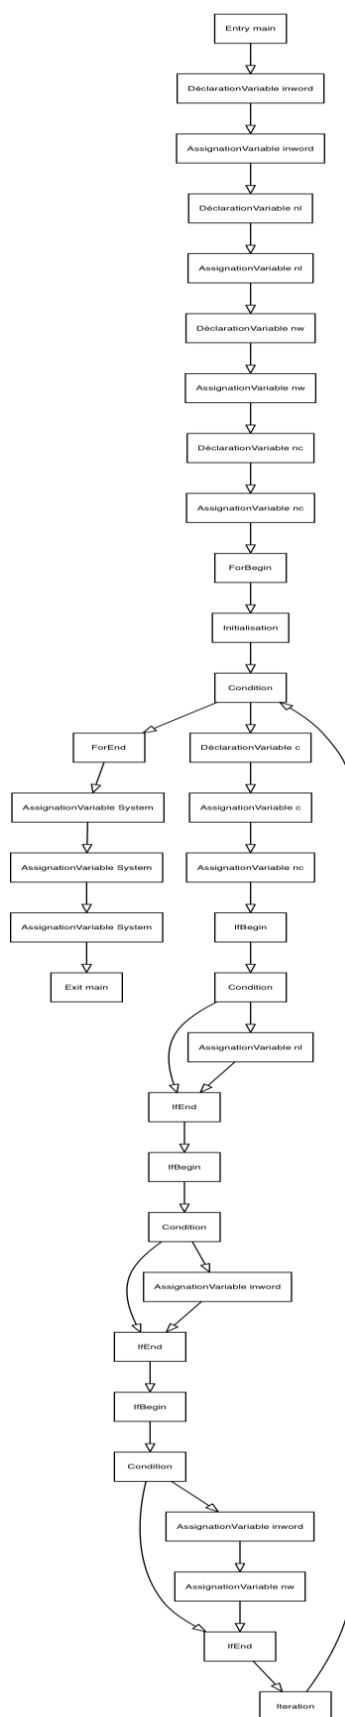 Entry main
DéclarationVariable inword
AssignationVariable inword
DéclarationVariable nl
AssignationVariable nl
DéclarationVariable nw
AssignationVariable nw
DéclarationVariable nc
AssignationVariable nc
ForBegin
Initialisation
Condition
ForEnd
DéclarationVariable c
AssignationVariable System
AssignationVariable c
AssignationVariable System
AssignationVariable nc
AssignationVariable System
IfBegin
Exit main
Condition
AssignationVariable nl
IfEnd
IfBegin
Condition
AssignationVariable inword
IfEnd
IfBegin
Condition
AssignationVariable inword
AssignationVariable nw
IfEnd
Iteration